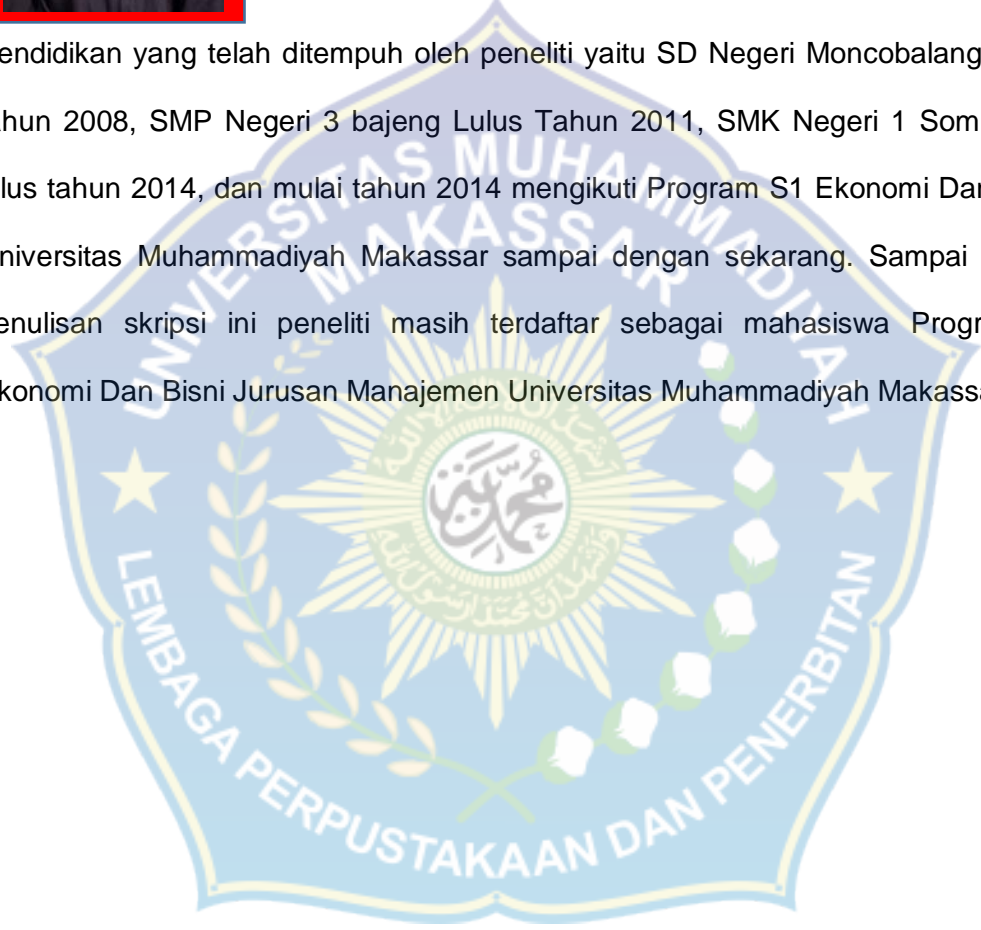 endidikan yang telah ditempuh oleh peneliti yaitu SD Negeri Moncobalang
ahun 2008, SMP Negeri 3 bajeng Lulus Tahun 2011, SMK Negeri 1 Som
ulus tahun 2014, dan mulai tahun 2014 mengikuti Program S1 Ekonomi Dan
niversitas Muhammadiyah Makassar sampai dengan sekarang. Sampai
enulisan skripsi ini peneliti masih terdaftar sebagai mahasiswa Progr
konomi Dan Bisni Jurusan Manajemen Universitas Muhammadiyah Makassa
UNIVERSITAS MUHAMMADIYAH
MAKASSAR
محمدية
LEMBAGA PERPUSTAKAAN DAN PENERBITAN